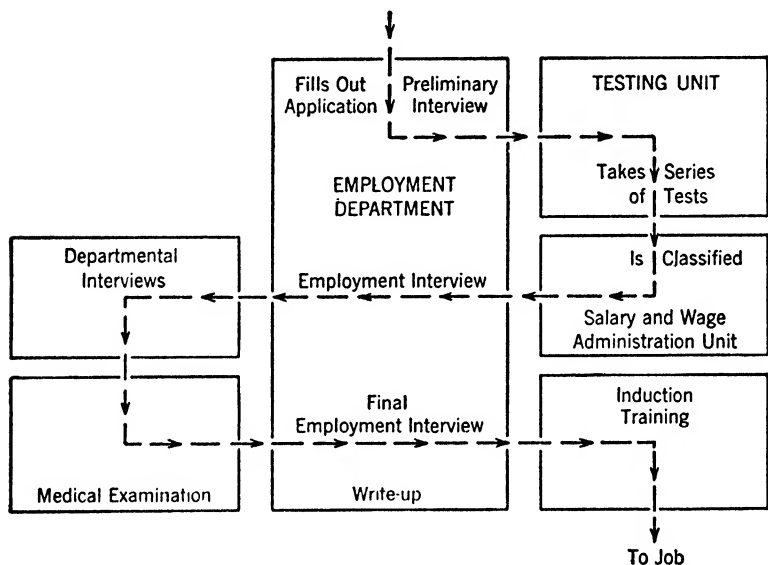 Fills Out
Application
Preliminary
Interview
TESTING UNIT
Takes Series
of Tests
EMPLOYMENT
DEPARTMENT
Departmental
Interviews
Employment Interview
Is Classified
Salary and Wage
Administration Unit
Final
Employment Interview
Induction
Training
Medical Examination
Write-up
To Job